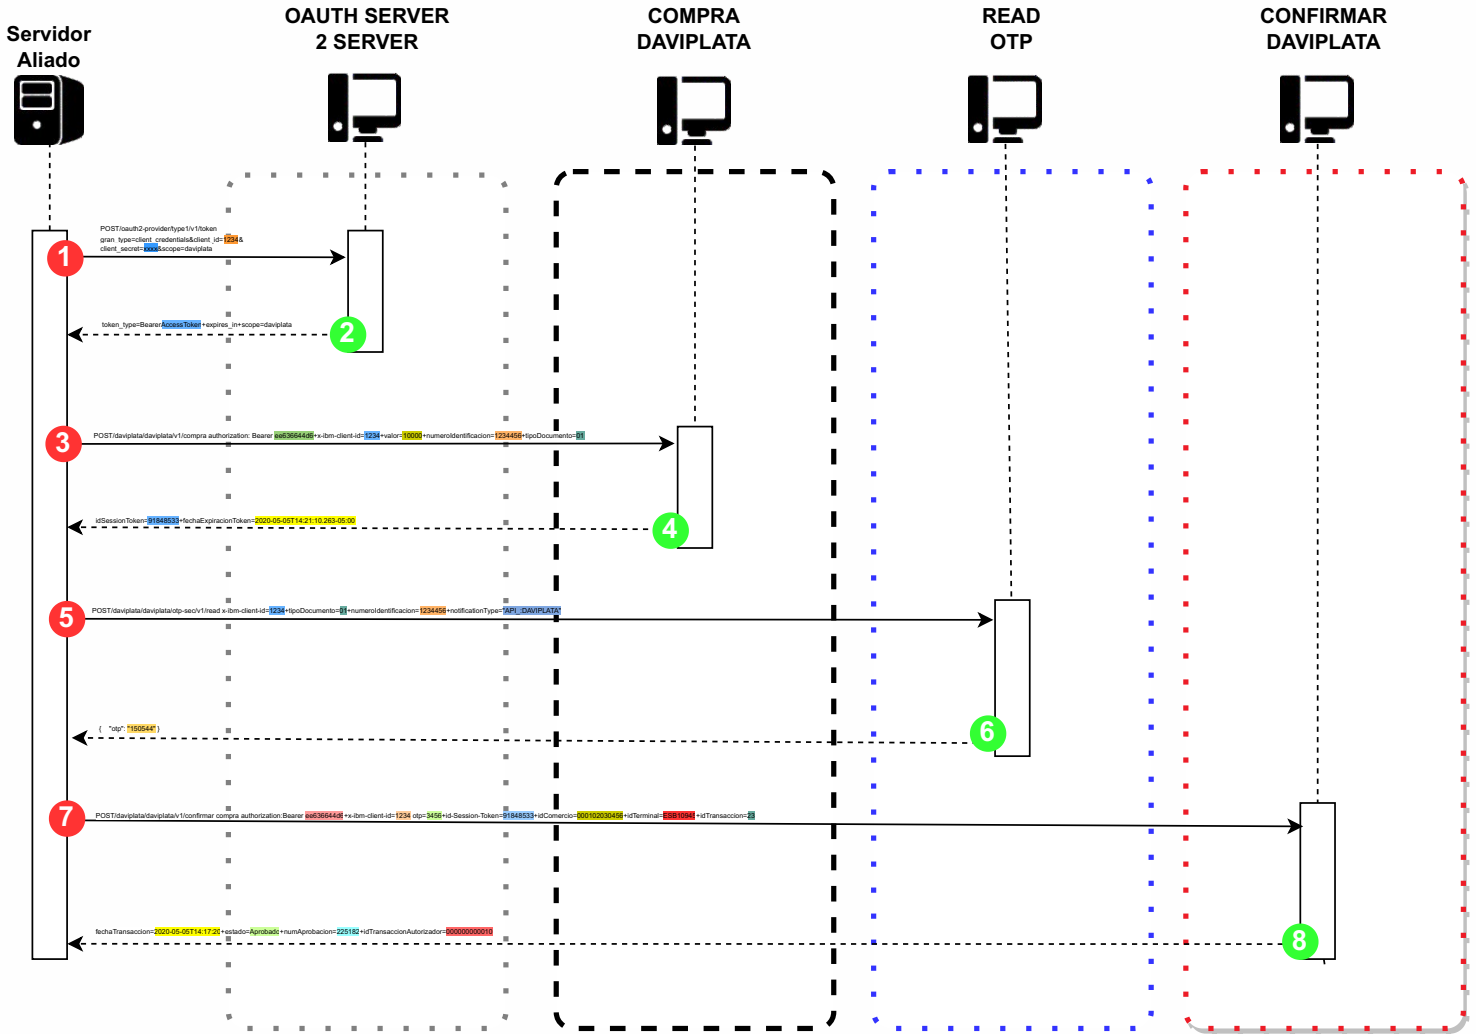 Servidor
Aliado
OAUTH SERVER
2 SERVER
COMPRA
DAVIPLATA
READ
OTP
CONFIRMAR
DAVIPLATA
POST/oauth2-provider/type1/v1/token
gran_type=client_credentials&client_id=1234&
client_secret=xxxx&scope=daviplata
1
token_type=BearerAccessToken+expires_in+scope=daviplata
2
POST/daviplata/daviplata/v1/compra authorization: Bearer ee636644d6+x-ibm-client-id=1234+valor=10000+numeroIdentificacion=1234456+tipoDocumento=01
3
idSessionToken=91848533+fechaExpiracionToken=2020-05-05T14:21:10.263-05:00
4
POST/daviplata/daviplata/otp-sec/v1/read x-ibm-client-id=1234+tipoDocumento=01+numeroIdentificacion=1234456+notificationType="API_:DAVIPLATA"
5
{ "otp": "150544" }
6
POST/daviplata/daviplata/v1/confirmar compra authorization:Bearer ee636644d6+x-ibm-client-id=1234 otp=3456+id-Session-Token=91848533+idComercio=000102030456+idTerminal=ESB10943+idTransaccion=23
7
fechaTransaccion=2020-05-05T14:17:20+estado=Aprobado+numAprobacion=225182+idTransaccionAutorizador=000000000010
8